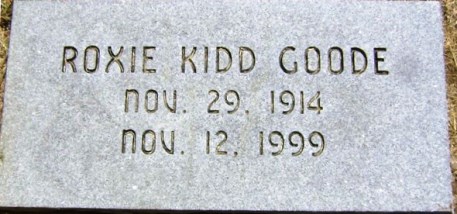 ROXIE KIDD GOODE
NOV. 29, 1914
NOV. 12, 1999